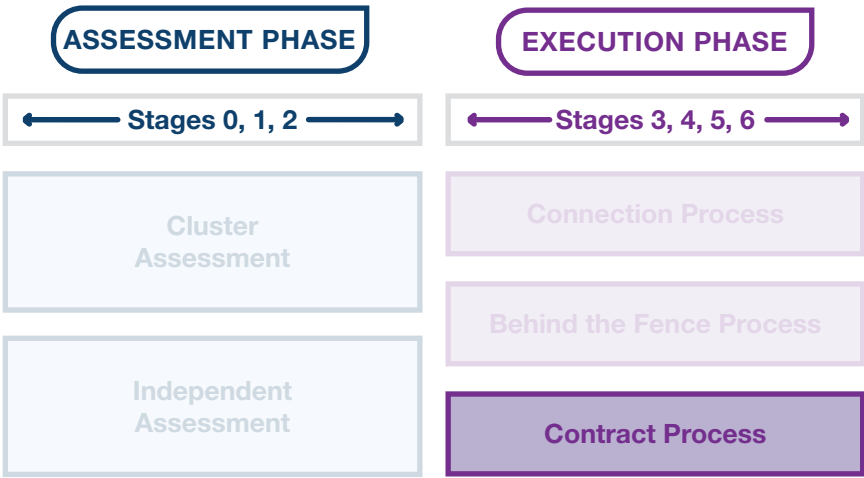 ASSESSMENT PHASE
Stages 0, 1, 2
Cluster
Assessment
Independent
Assessment
EXECUTION PHASE
Stages 3, 4, 5, 6
Connection Process
Behind the Fence Process
Contract Process